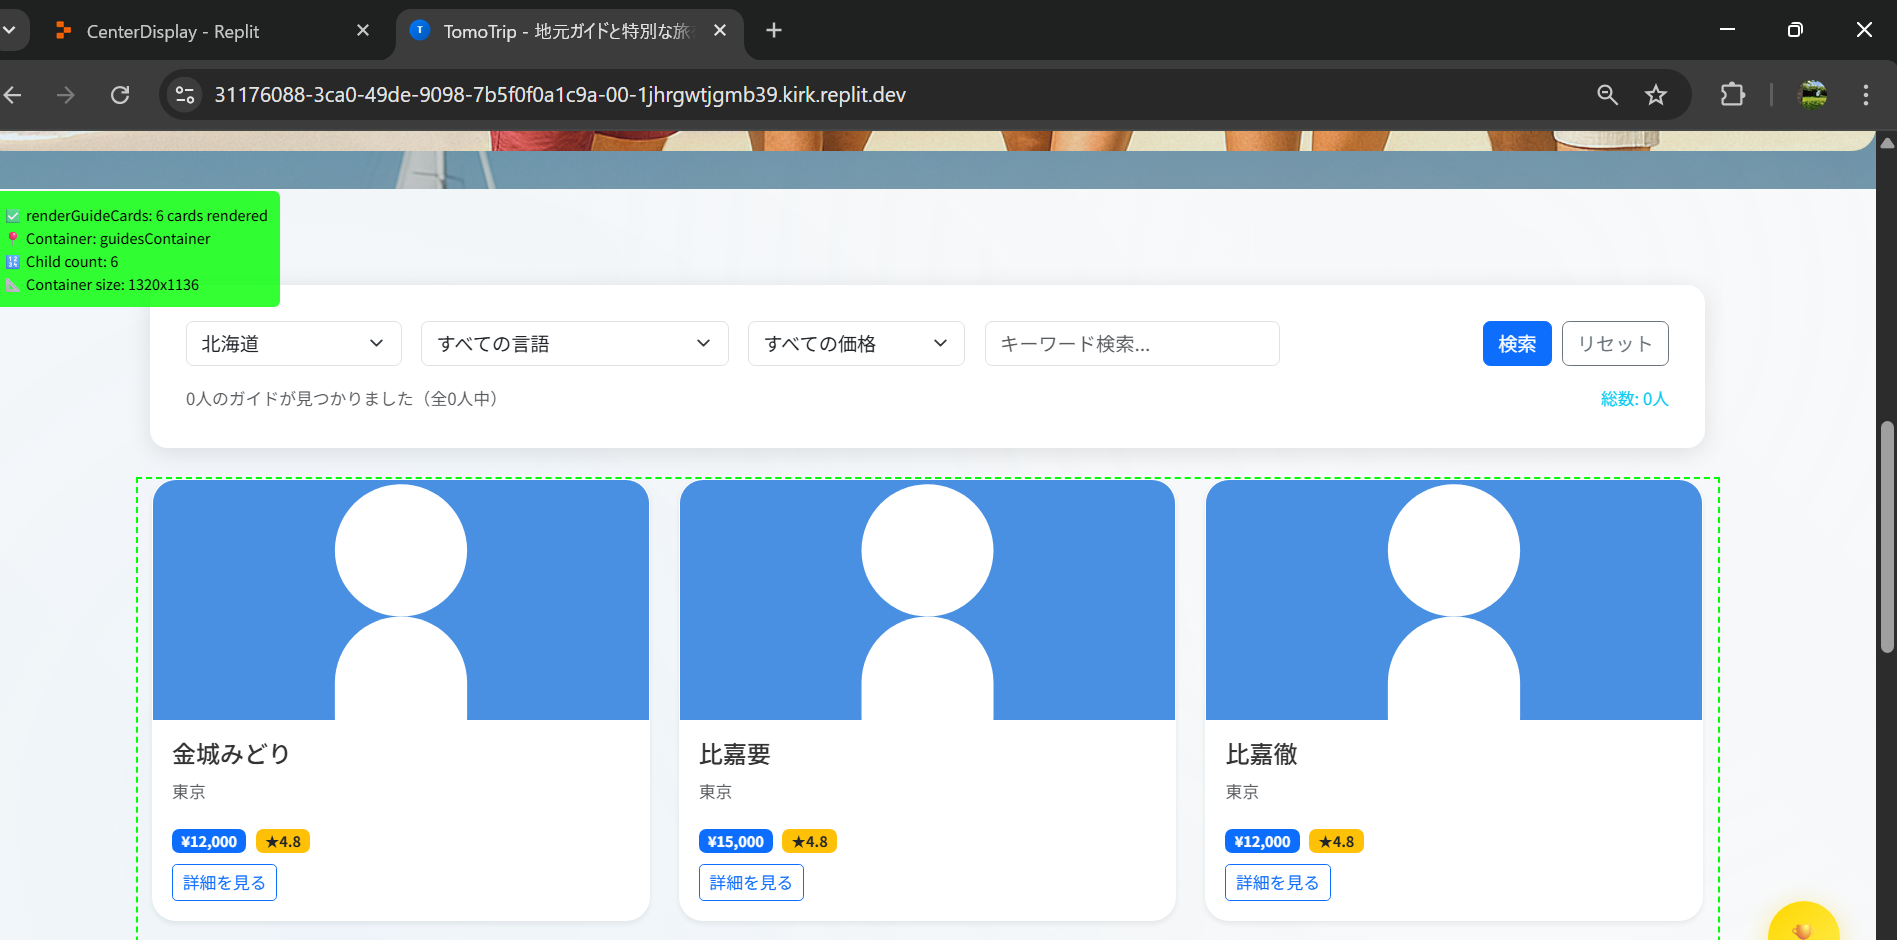 CenterDisplay - Replit
TomoTrip - 地元ガイドと特別な旅
31176088-3ca0-49de-9098-7b5f0f0a1c9a-00-1jhrgwtjgmb39.kirk.replit.dev
✅ renderGuideCards: 6 cards rendered
📍 Container: guidesContainer
🔢 Child count: 6
📐 Container size: 1320x1136
北海道 すべての言語 すべての価格 キーワード検索... 検索 リセット
0人のガイドが見つかりました（全0人中） 総数: 0人
金城みどり
東京
¥12,000 ★4.8
詳細を見る
比嘉要
東京
¥15,000 ★4.8
詳細を見る
比嘉徹
東京
¥12,000 ★4.8
詳細を見る